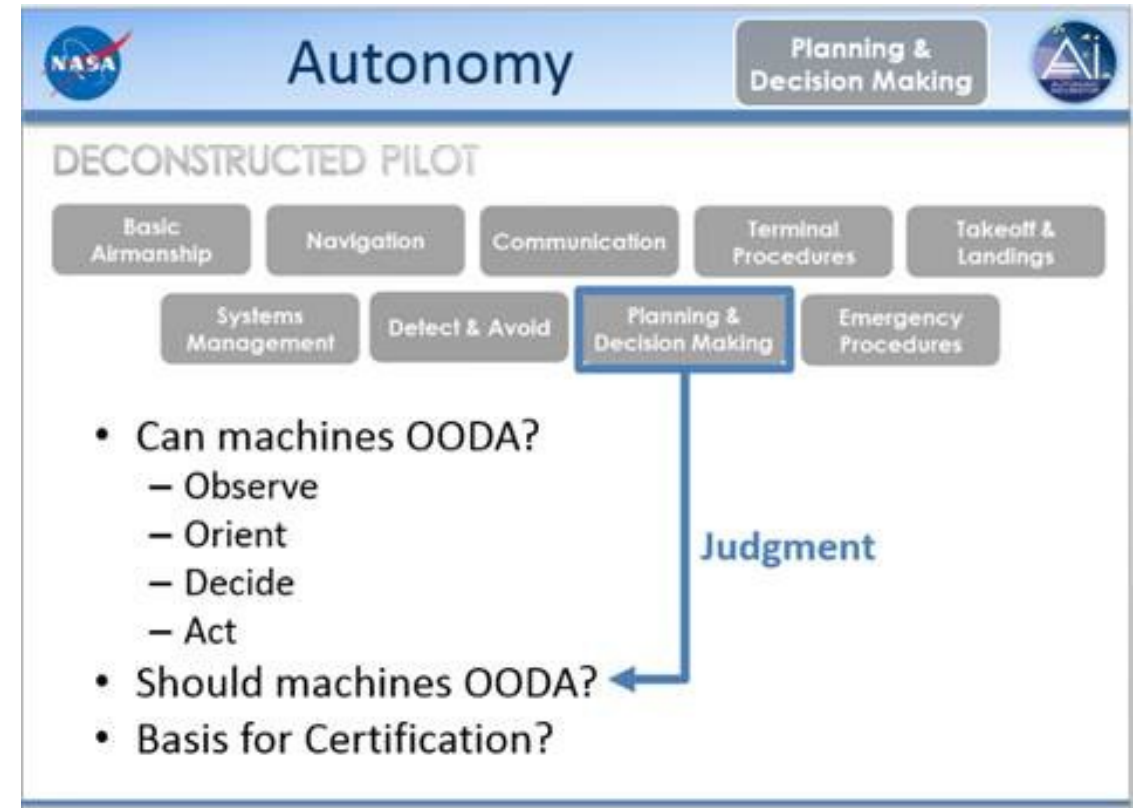 NASA
Autonomy
Planning &
Decision Making
Ai
DECONSTRUCTED PILOT
Basic
Airmanship
Navigation
Communication
Terminal
Procedures
Takeoff &
Landings
Systems
Management
Detect & Avoid
Planning &
Decision Making
Emergency
Procedures
• Can machines OODA?
– Observe
– Orient
– Decide
– Act
Judgment
• Should machines OODA?
• Basis for Certification?